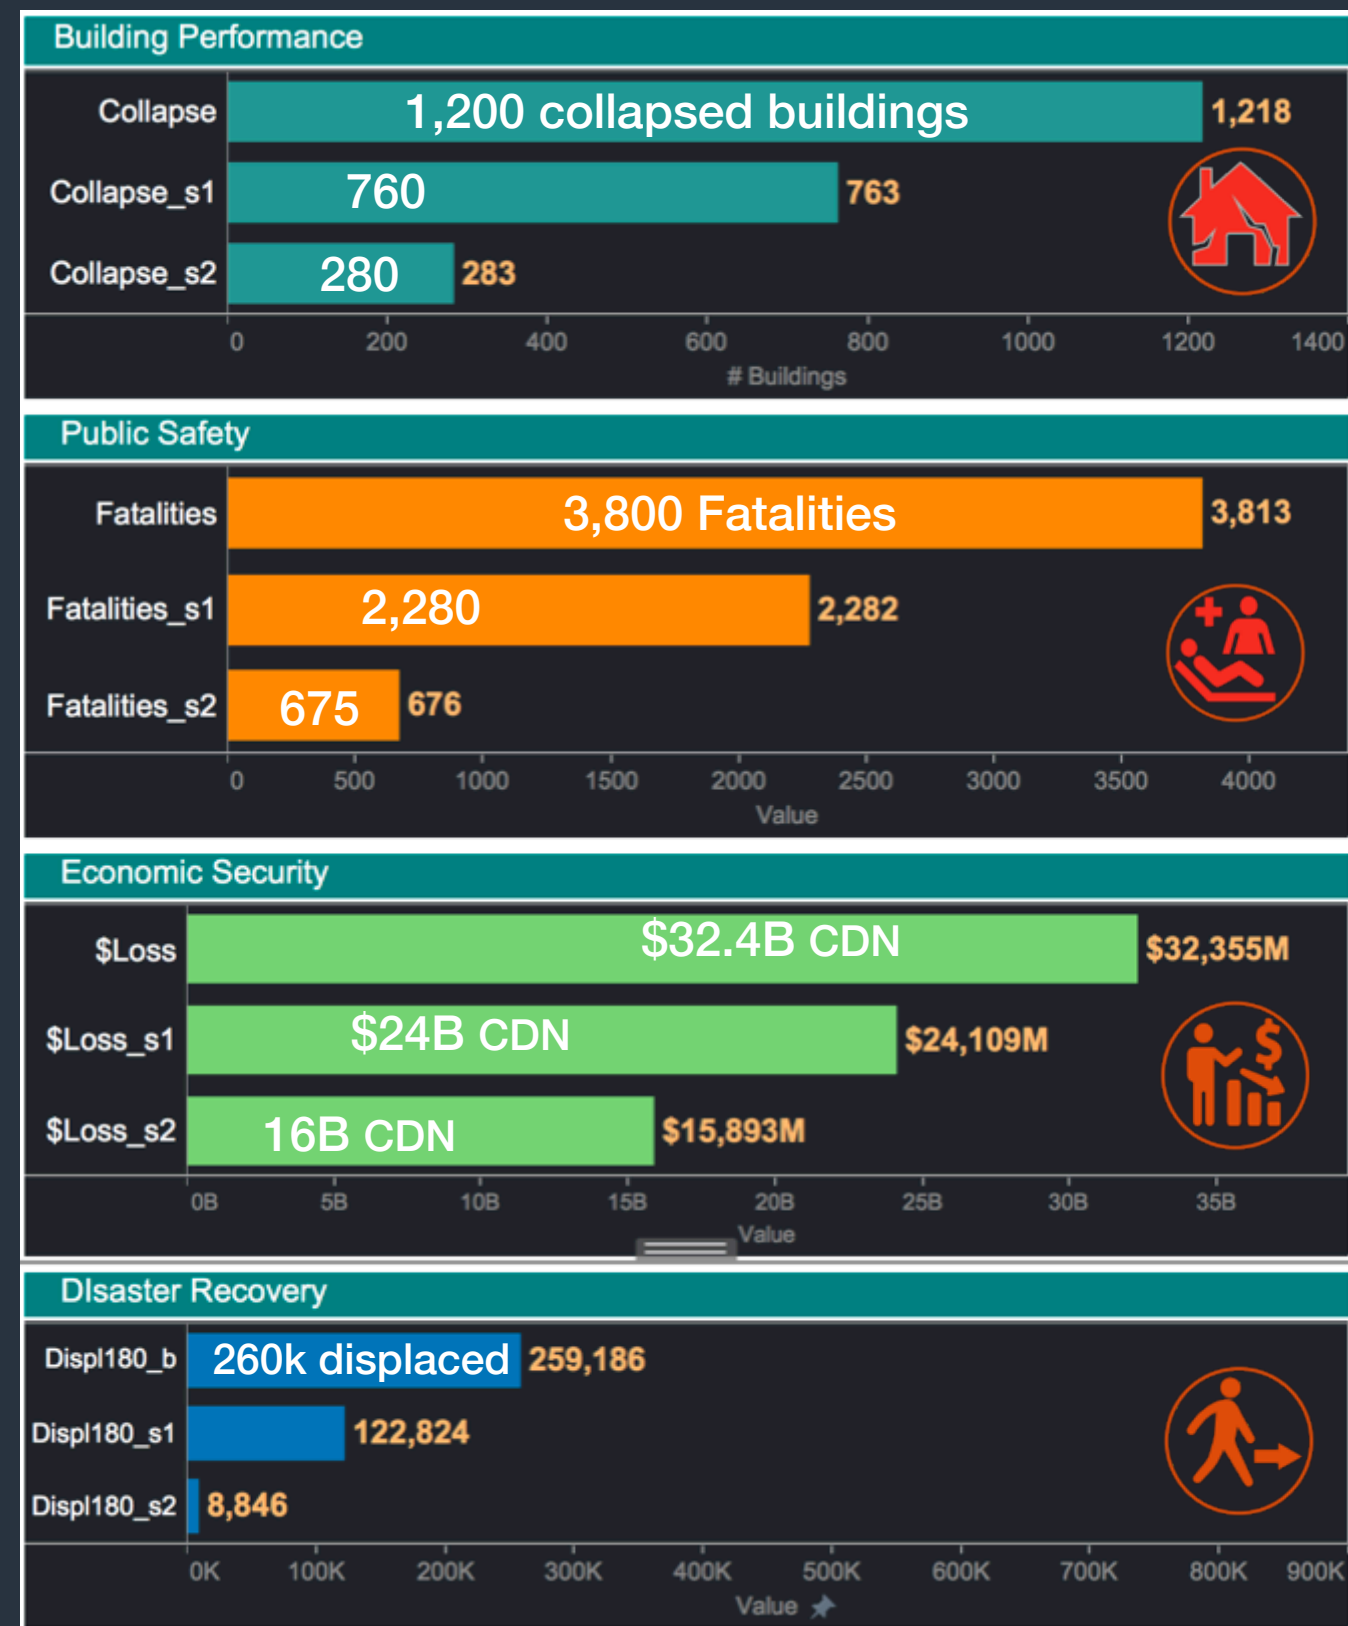 Building Performance
Collapse 1,200 collapsed buildings 1,218
Collapse_s1 760 763
Collapse_s2 280 283
0 200 400 600 800 1000 1200 1400
# Buildings
Public Safety
Fatalities 3,800 Fatalities 3,813
Fatalities_s1 2,280 2,282
Fatalities_s2 675 676
0 500 1000 1500 2000 2500 3000 3500 4000
Value
Economic Security
$Loss $32.4B CDN $32,355M
$Loss_s1 $24B CDN $24,109M
$Loss_s2 16B CDN $15,893M
0B 5B 10B 15B 20B 25B 30B 35B
Value
DIsaster Recovery
Displ180_b 260k displaced 259,186
Displ180_s1 122,824
Displ180_s2 8,846
0K 100K 200K 300K 400K 500K 600K 700K 800K 900K
Value